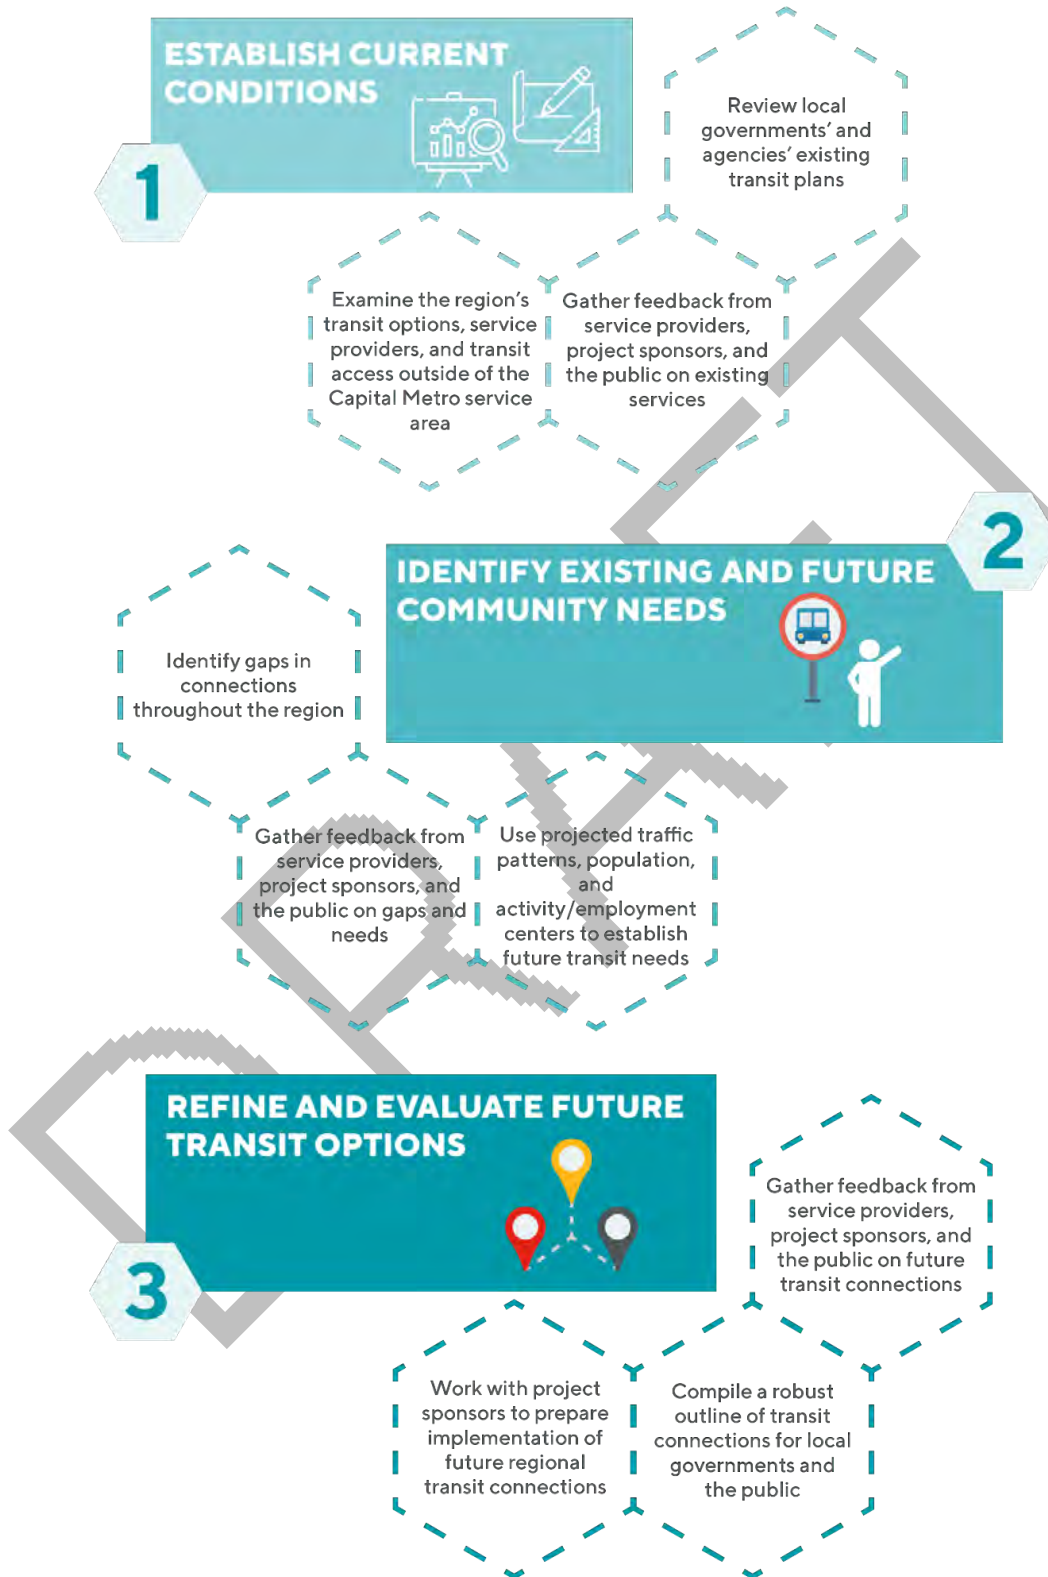 ESTABLISH CURRENT
CONDITIONS
1
Review local
governments’ and
agencies’ existing
transit plans
Examine the region’s
transit options, service
providers, and transit
access outside of the
Capital Metro service
area
Gather feedback from
service providers,
project sponsors, and
the public on existing
services
2
IDENTIFY EXISTING AND FUTURE
COMMUNITY NEEDS
Identify gaps in
connections
throughout the region
Gather feedback from
service providers,
project sponsors, and
the public on gaps and
needs
Use projected traffic
patterns, population,
and
activity/employment
centers to establish
future transit needs
REFINE AND EVALUATE FUTURE
TRANSIT OPTIONS
3
Gather feedback from
service providers,
project sponsors, and
the public on future
transit connections
Work with project
sponsors to prepare
implementation of
future regional
transit connections
Compile a robust
outline of transit
connections for local
governments and
the public
DRAFT